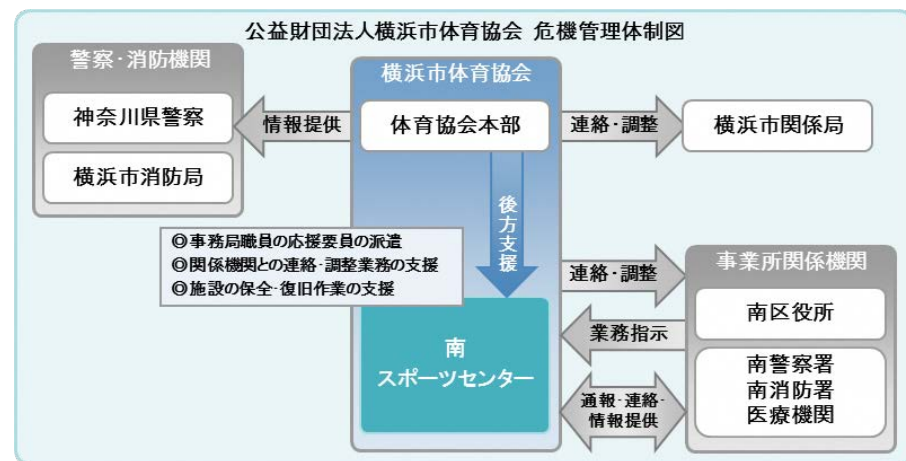 公益財団法人横浜市体育協会 危機管理体制図
警察・消防機関
神奈川県警察
横浜市消防局
情報提供
横浜市体育協会
体育協会本部
連絡・調整
横浜市関係局
後方支援
◎事務局職員の応援要員の派遣
◎関係機関との連絡・調整業務の支援
◎施設の保全・復旧作業の支援
南
スポーツセンター
連絡・調整
業務指示
通報・連絡・
情報提供
事業所関係機関
南区役所
南警察署
南消防署
医療機関